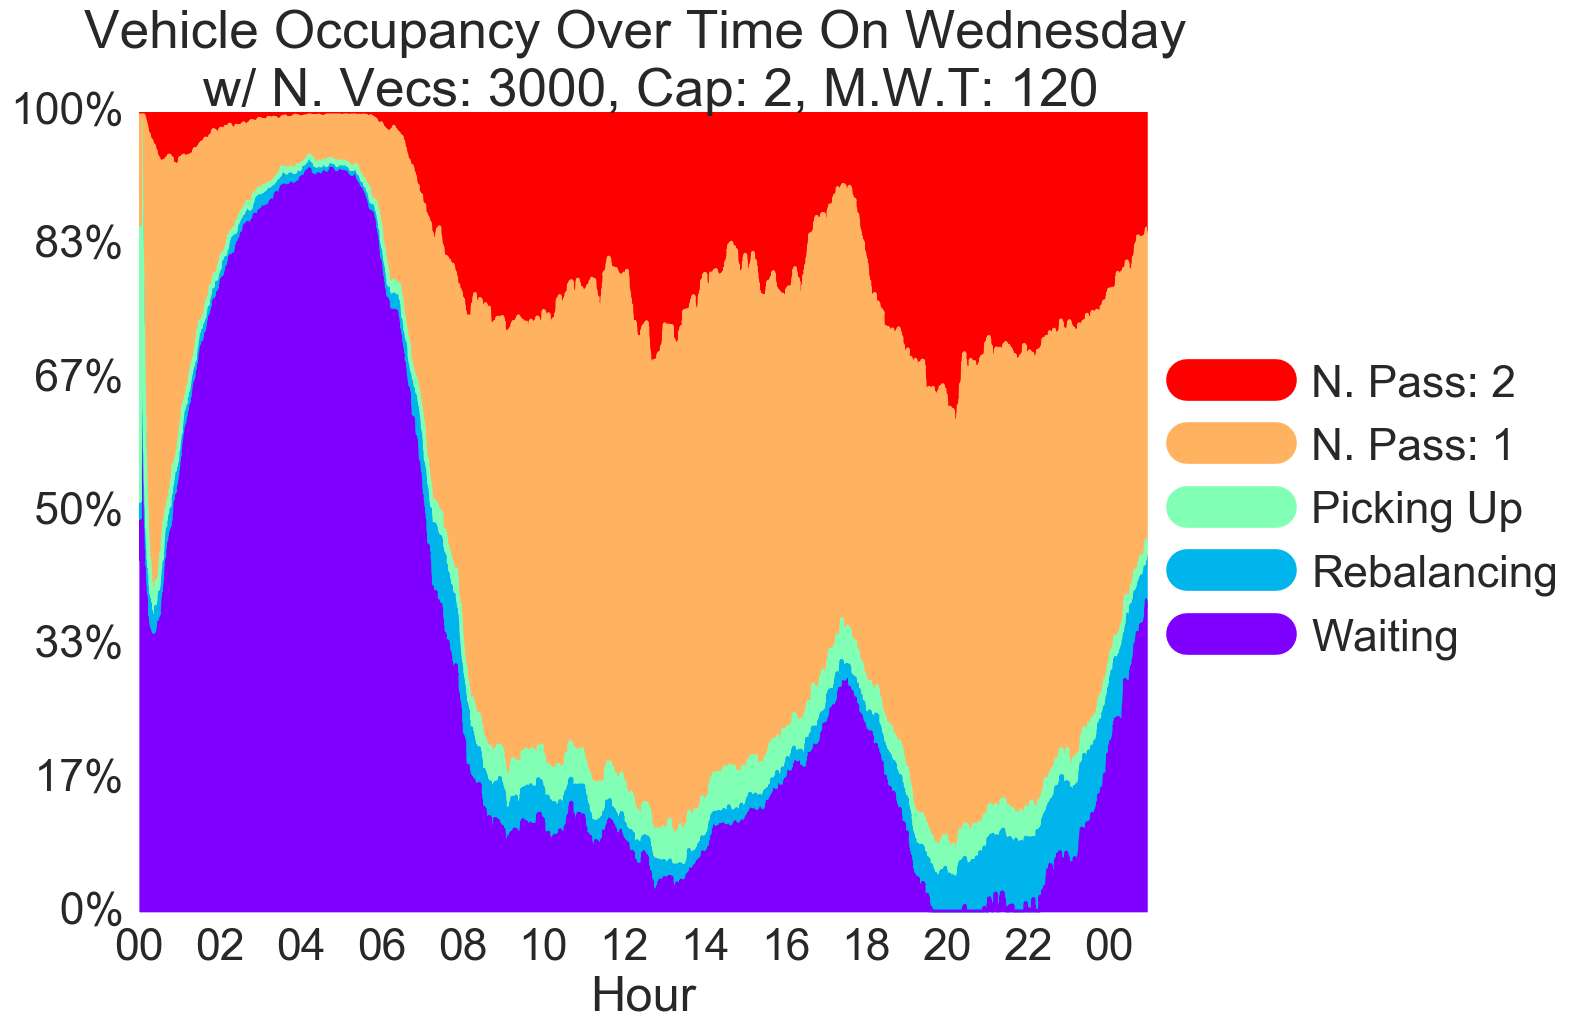 Vehicle Occupancy Over Time On Wednesday
w/ N. Vecs: 3000, Cap: 2, M.W.T: 120
100%
83%
67%
50%
33%
17%
0%
00 02 04 06 08 10 12 14 16 18 20 22 00
Hour
N. Pass: 2
N. Pass: 1
Picking Up
Rebalancing
Waiting